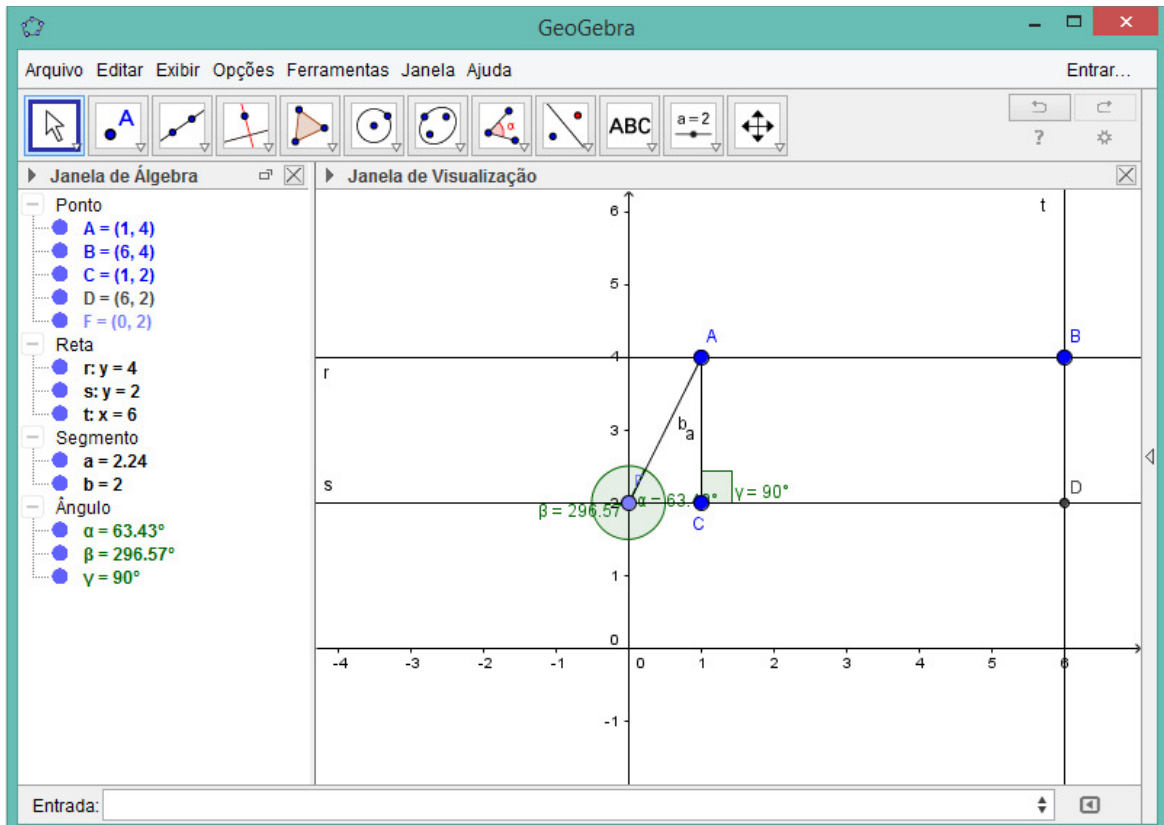 GeoGebra
Arquivo Editar Exibir Opções Ferramentas Janela Ajuda
Entrar...
A
α
ABC
a = 2
?
Janela de Álgebra
Janela de Visualização
Ponto
A = (1, 4)
B = (6, 4)
C = (1, 2)
D = (6, 2)
F = (0, 2)
Reta
r: y = 4
s: y = 2
t: x = 6
Segmento
a = 2.24
b = 2
Ângulo
α = 63.43°
β = 296.57°
γ = 90°
t
6
5
A
B
4
r
b
3
a
s
D
2
γ = 90°
β = 296.57
C
1
0
-4 -3 -2 -1 0 1 2 3 4 5 6
-1
Entrada: